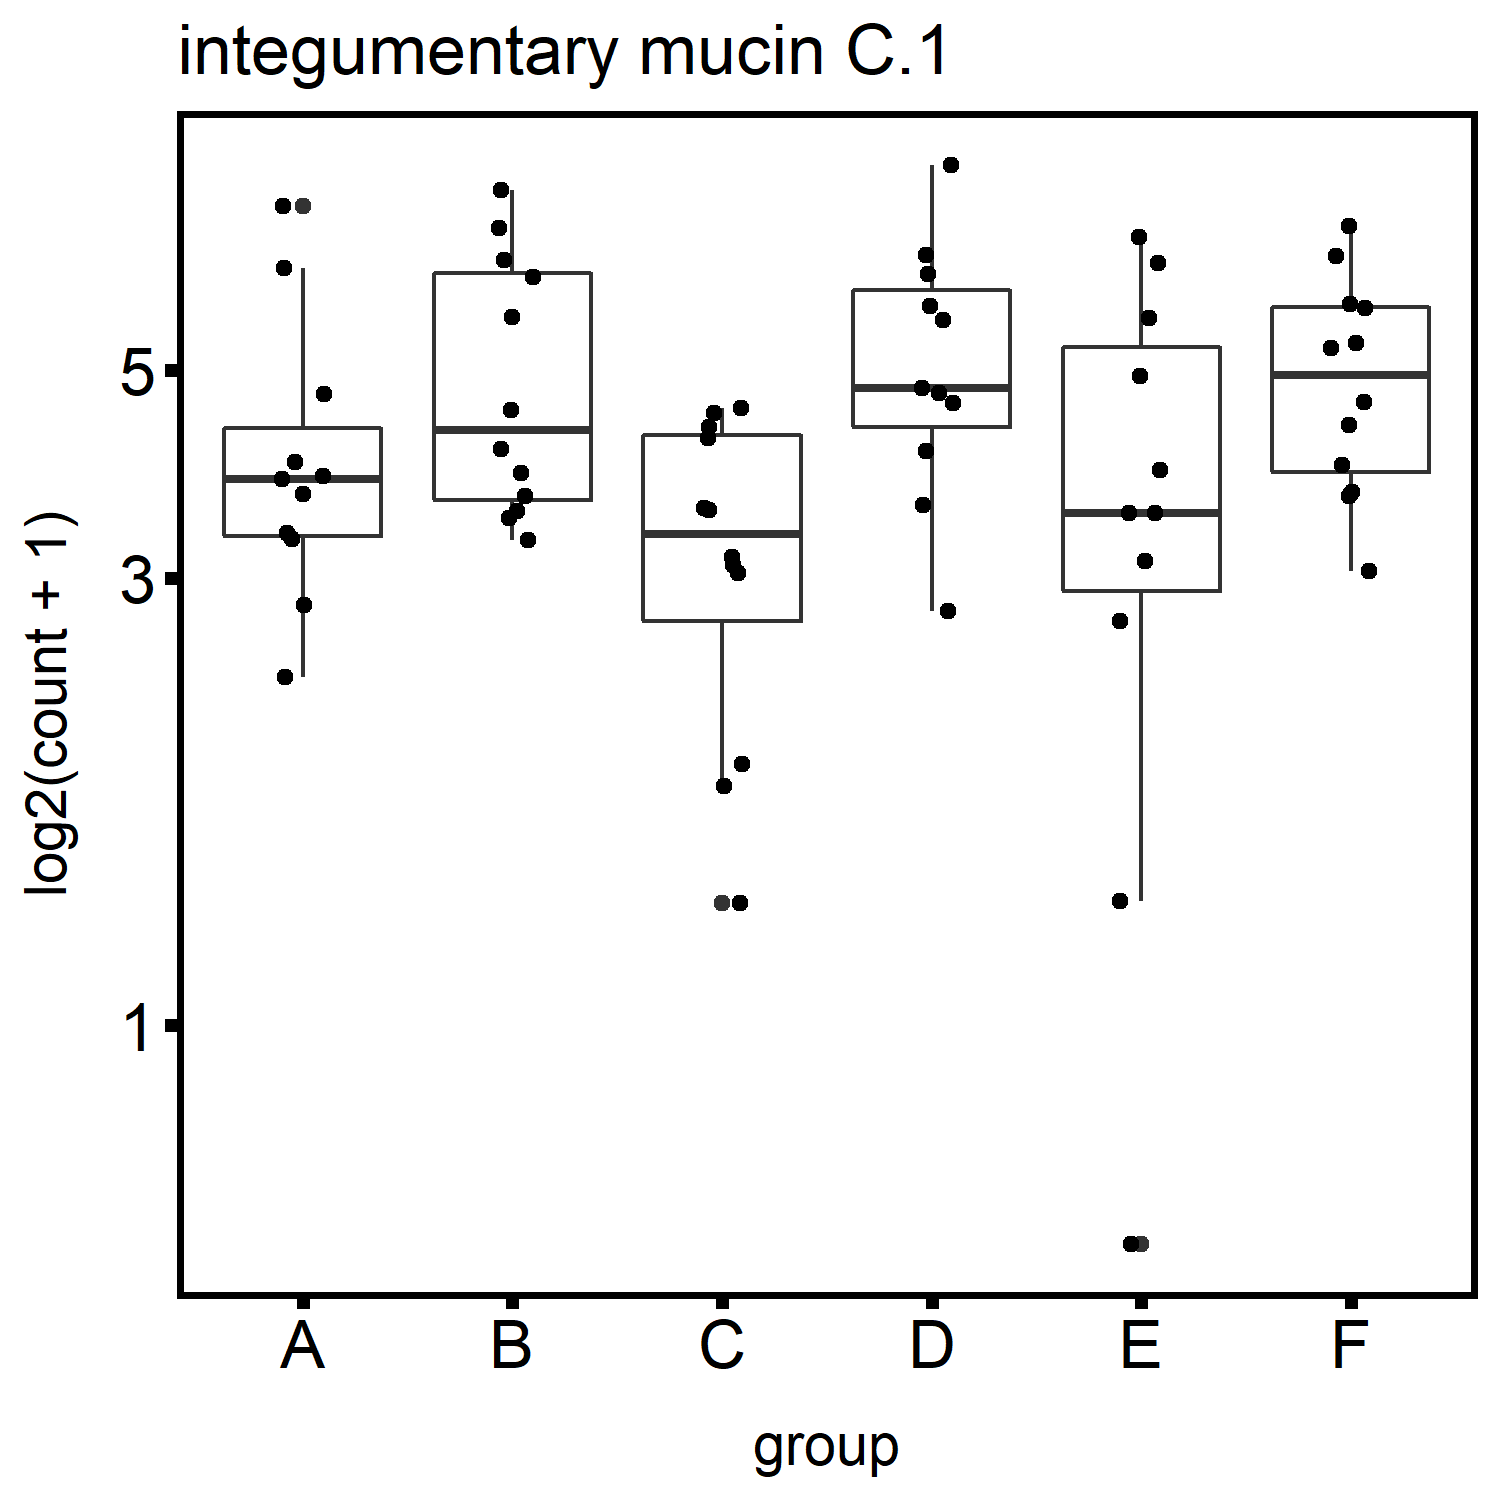 integumentary mucin C.1
log2(count + 1)
5
3
1
A B C D E F
group